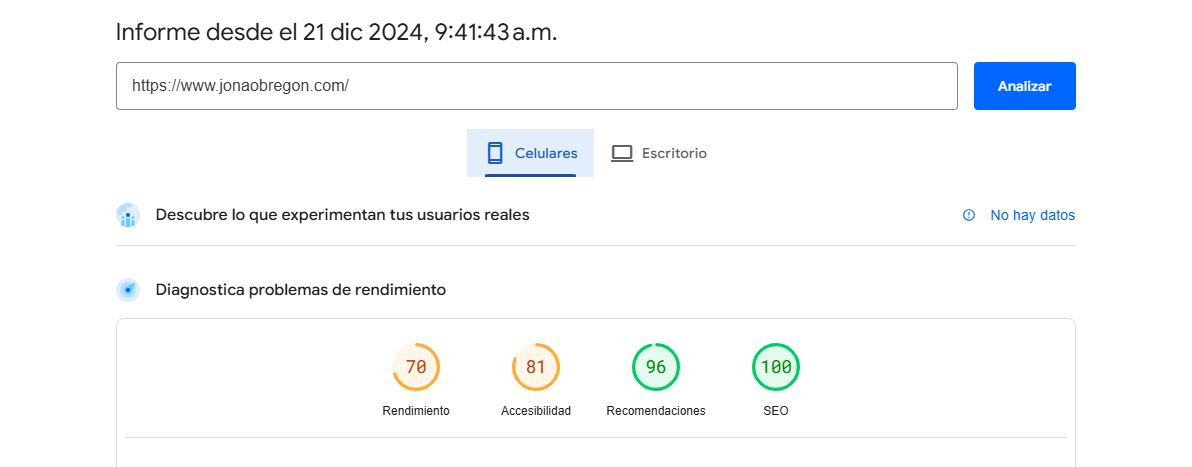 Informe desde el 21 dic 2024, 9:41:43 a.m.
https://www.jonaobregon.com/
Analizar
Celulares
Escritorio
Descubre lo que experimentan tus usuarios reales
No hay datos
Diagnostica problemas de rendimiento
70 81 96 100
Rendimiento Accesibilidad Recomendaciones SEO